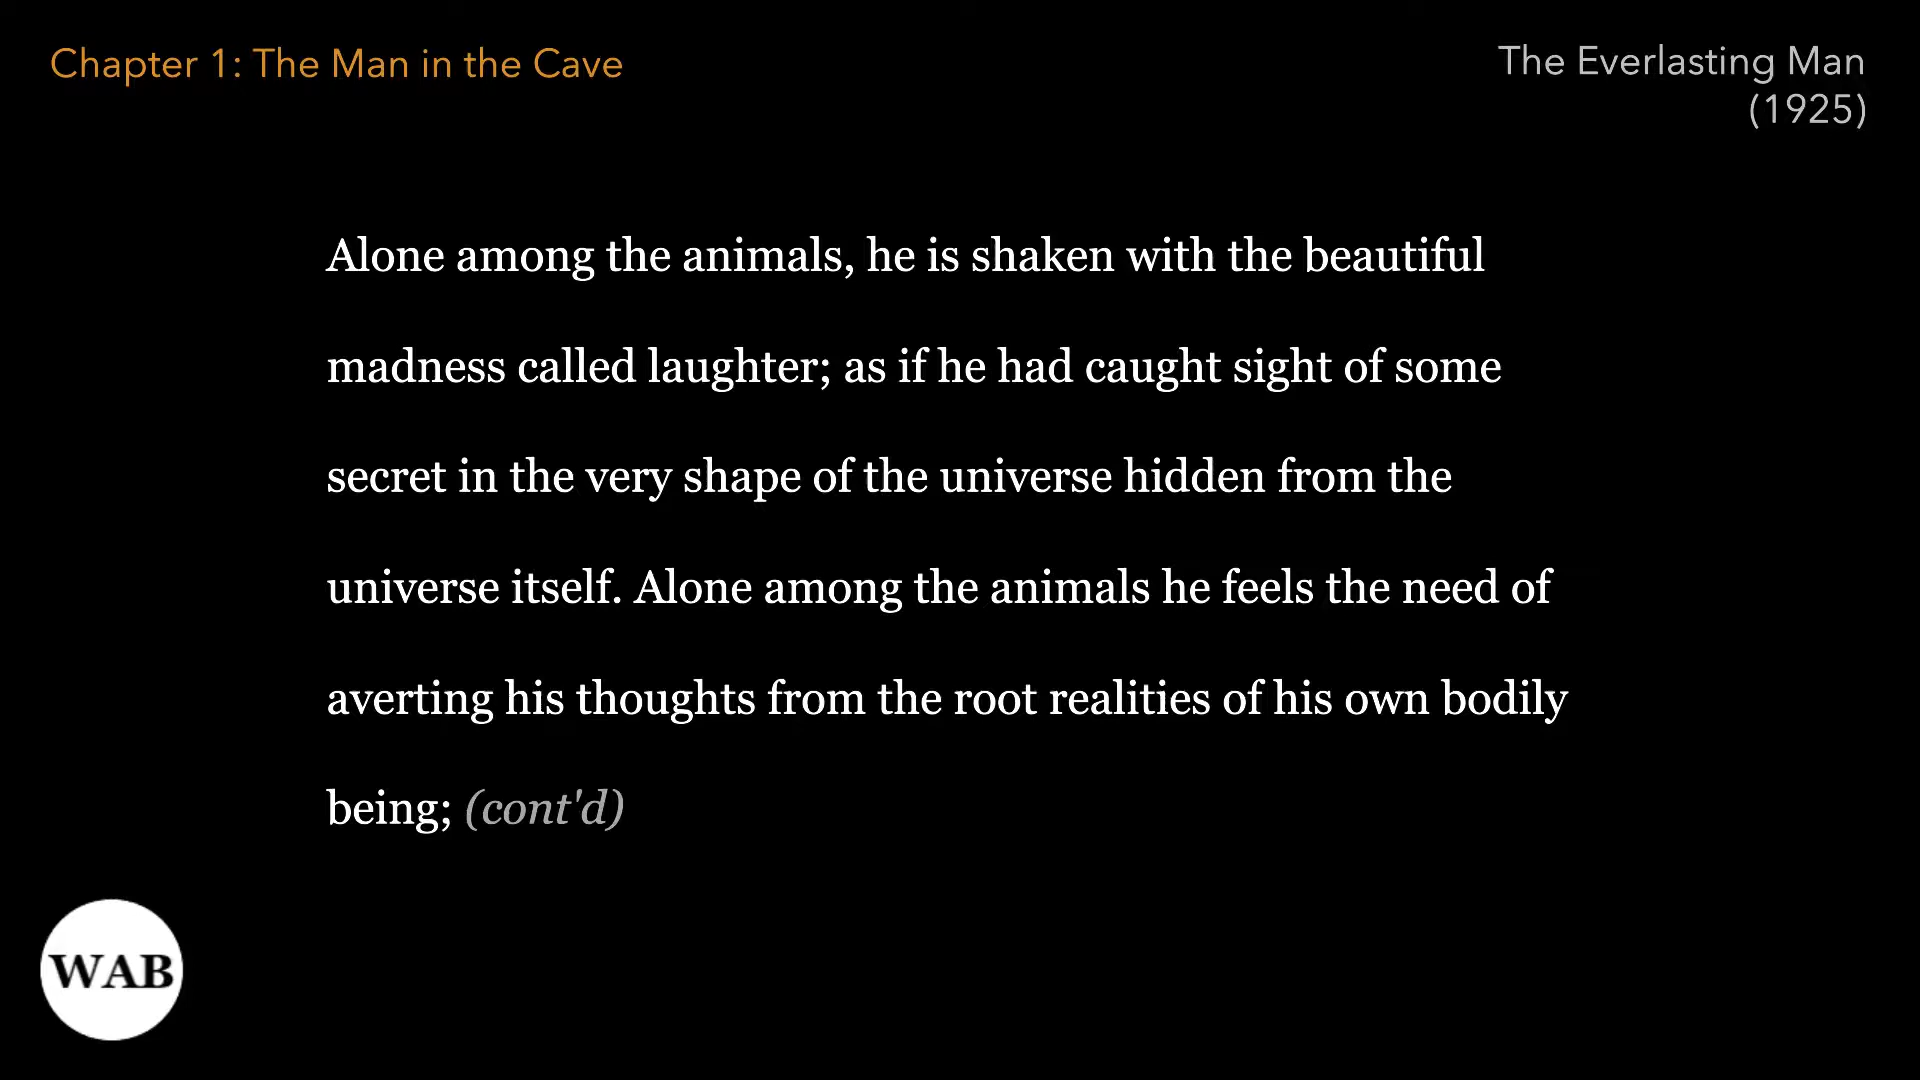 Chapter 1: The Man in the Cave
The Everlasting Man
(1925)
Alone among the animals, he is shaken with the beautiful
madness called laughter; as if he had caught sight of some
secret in the very shape of the universe hidden from the
universe itself. Alone among the animals he feels the need of
averting his thoughts from the root realities of his own bodily
being; (cont'd)
WAB